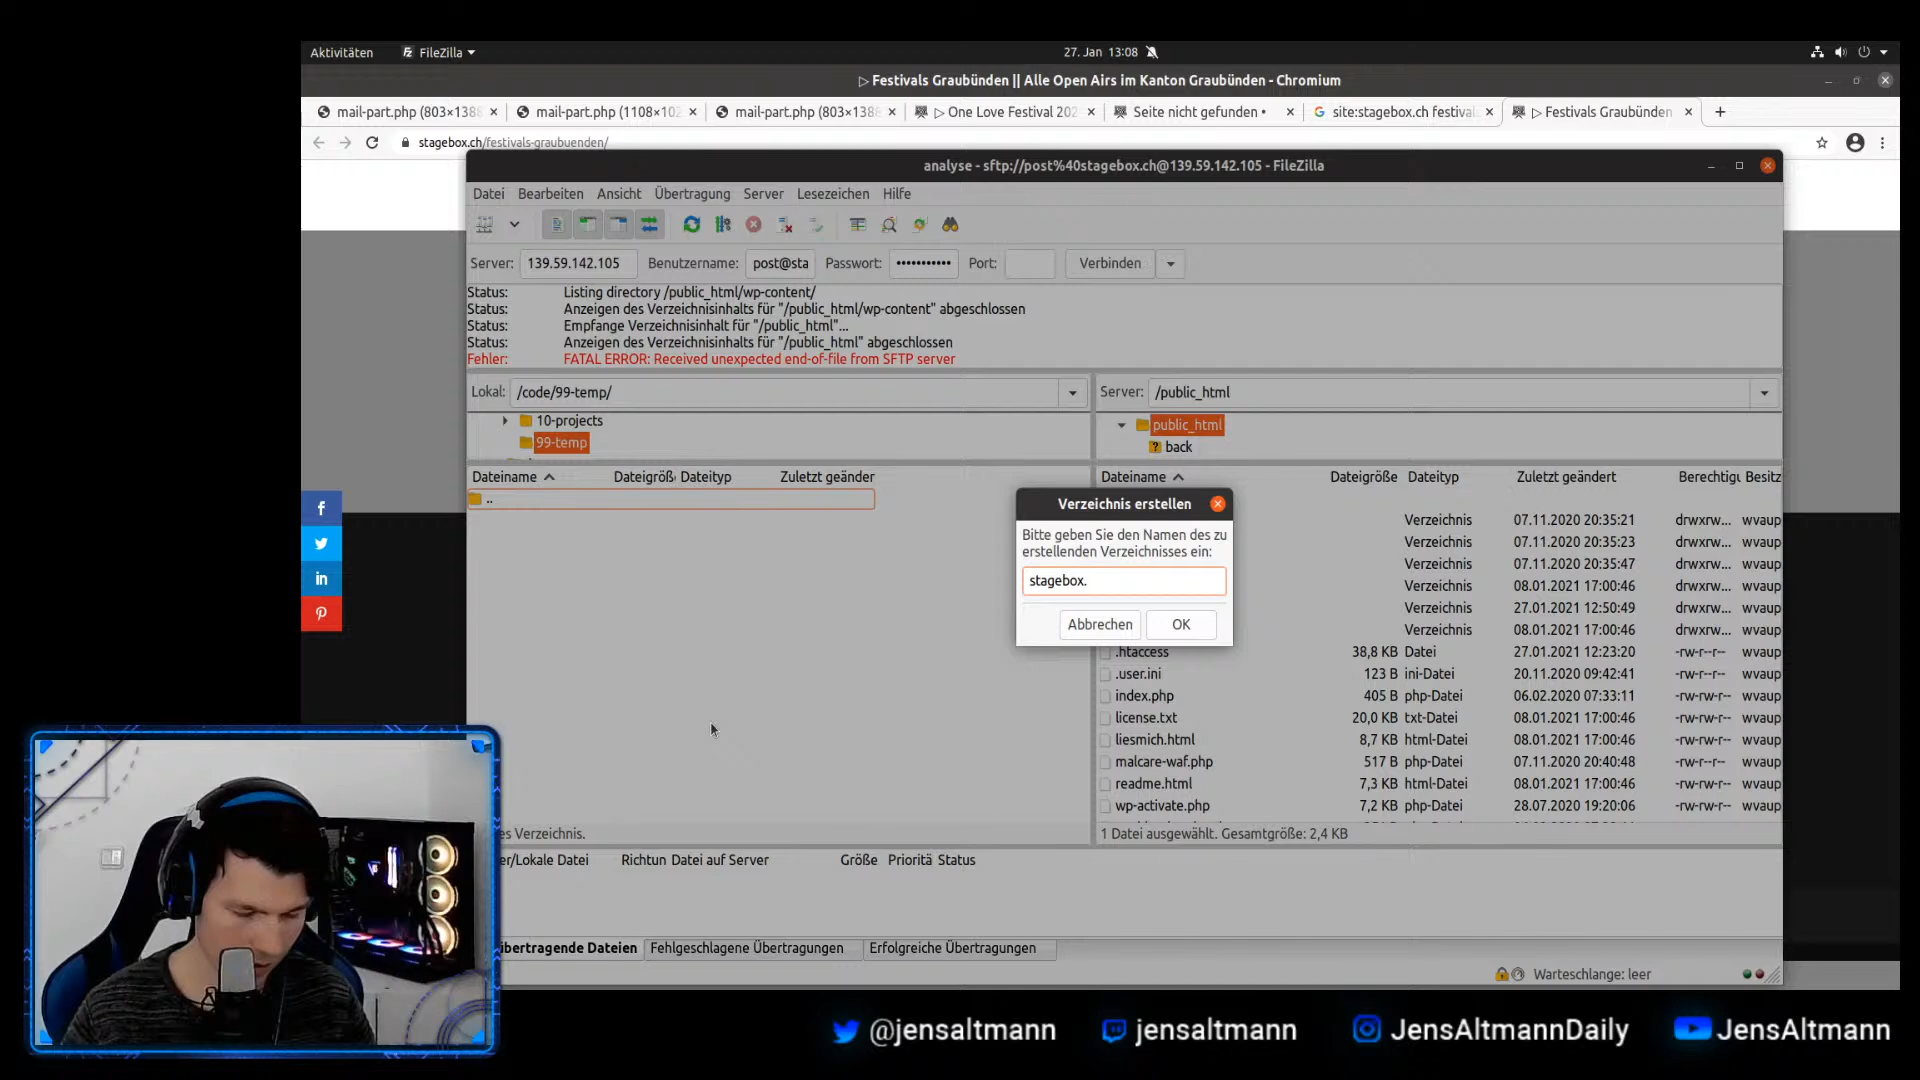 Aktivitäten FileZilla 27. Jan 13:08
▷ Festivals Graubünden || Alle Open Airs im Kanton Graubünden - Chromium
mail-part.php (803×1388 mail-part.php (1108×102 mail-part.php (803×1388 ▷ One Love Festival 202 Seite nicht gefunden • site:stagebox.ch festival ▷ Festivals Graubünden
stagebox.ch/festivals-graubuenden/
analyse - sftp://post%40stagebox.ch@139.59.142.105 - FileZilla
Datei Bearbeiten Ansicht Übertragung Server Lesezeichen Hilfe
Server: 139.59.142.105 Benutzername: post@sta Passwort: ••••••••••• Port: Verbinden
Status: Listing directory /public_html/wp-content/
Status: Anzeigen des Verzeichnisinhalts für "/public_html/wp-content" abgeschlossen
Status: Empfange Verzeichnisinhalt für "/public_html"...
Status: Anzeigen des Verzeichnisinhalts für "/public_html" abgeschlossen
Fehler: FATAL ERROR: Received unexpected end-of-file from SFTP server
Lokal: /code/99-temp/ Server: /public_html
10-projects public_html
99-temp back
Dateiname Dateigröß Dateityp Zuletzt geänder Dateiname Dateigröße Dateityp Zuletzt geändert Berechtigu Besitz
..
Verzeichnis erstellen
Bitte geben Sie den Namen des zu
erstellenden Verzeichnisses ein:
stagebox.
Abbrechen OK
Verzeichnis 07.11.2020 20:35:21 drwxrw... wvaup
Verzeichnis 07.11.2020 20:35:23 drwxrw... wvaup
Verzeichnis 07.11.2020 20:35:47 drwxrw... wvaup
Verzeichnis 08.01.2021 17:00:46 drwxrw... wvaup
Verzeichnis 27.01.2021 12:50:49 drwxrw... wvaup
Verzeichnis 08.01.2021 17:00:46 drwxrw... wvaup
.htaccess 38,8 KB Datei 27.01.2021 12:23:20 -rw-r--r-- wvaup
.user.ini 123 B ini-Datei 20.11.2020 09:42:41 -rw-r--r-- wvaup
index.php 405 B php-Datei 06.02.2020 07:33:11 -rw-rw-r-- wvaup
license.txt 20,0 KB txt-Datei 08.01.2021 17:00:46 -rw-rw-r-- wvaup
liesmich.html 8,7 KB html-Datei 08.01.2021 17:00:46 -rw-rw-r-- wvaup
malcare-waf.php 517 B php-Datei 07.11.2020 20:40:48 -rw-rw-r-- wvaup
readme.html 7,3 KB html-Datei 08.01.2021 17:00:46 -rw-rw-r-- wvaup
wp-activate.php 7,2 KB php-Datei 28.07.2020 19:20:06 -rw-rw-r-- wvaup
es Verzeichnis. 1 Datei ausgewählt. Gesamtgröße: 2,4 KB
er/Lokale Datei Richtun Datei auf Server Größe Prioritä Status
übertragende Dateien Fehlgeschlagene Übertragungen Erfolgreiche Übertragungen
Warteschlange: leer
@jensaltmann jensaltmann JensAltmannDaily JensAltmann